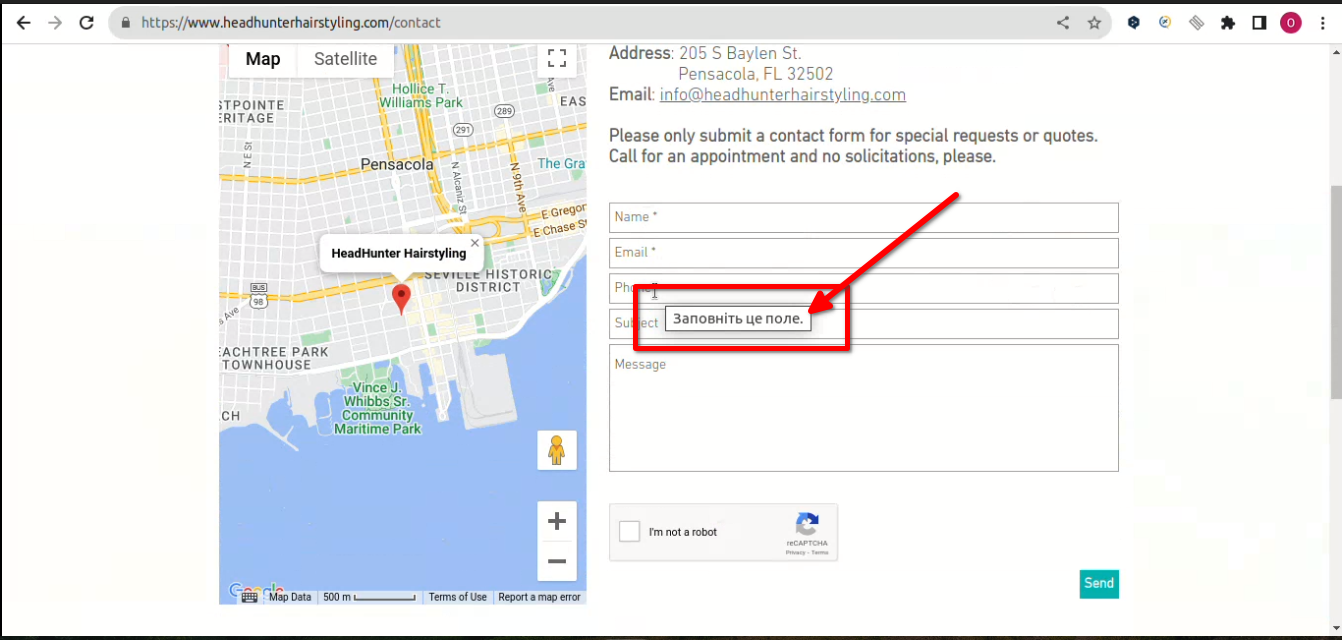 https://www.headhunterhairstyling.com/contact
Map
Satellite
Hollice T.
Williams Park
289
EAS
291
Pensacola
The Gra
N E St
N Alcaniz St
N 9th Ave
E Gregor
E Chase S
HeadHunter Hairstyling
SEVILLE HISTORIC
DISTRICT
BUS
98
s Ave
EACHTREE PARK
TOWNHOUSE
Vince J.
Whibbs Sr.
Community
Maritime Park
CH
STPOINTE
ERITAGE
Google
Map Data
500 m
Terms of Use
Report a map error
Address: 205 S Baylen St.
Pensacola, FL 32502
Email: info@headhunterhairstyling.com
Please only submit a contact form for special requests or quotes.
Call for an appointment and no solicitations, please.
Name *
Email *
Phone
Subject
Заповніть це поле.
Message
I'm not a robot
reCAPTCHA
Privacy - Terms
Send
O